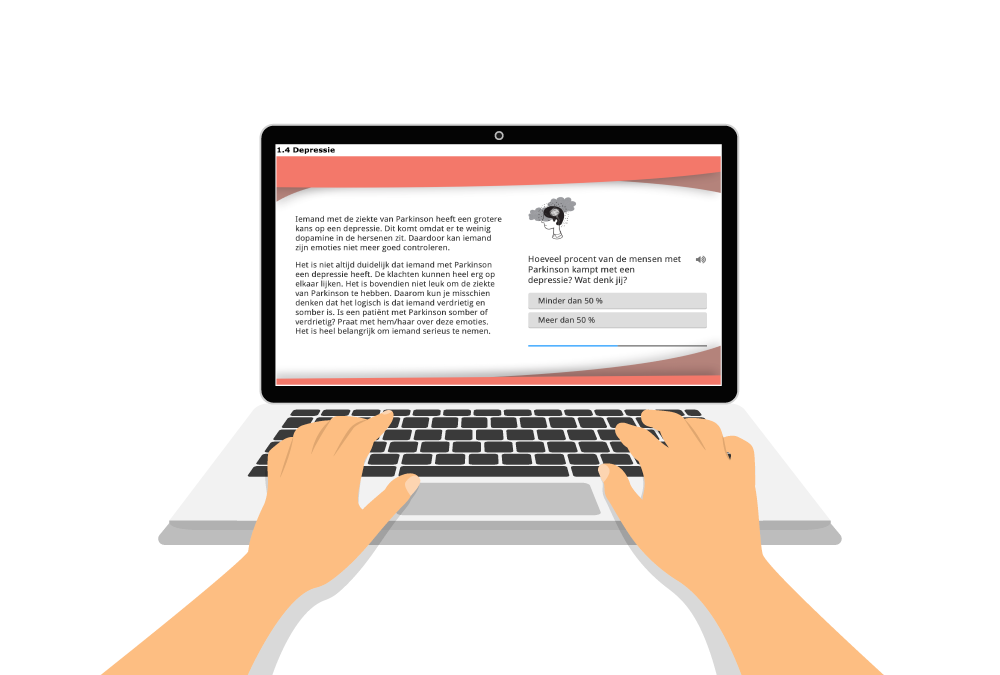 1.4 Depressie
Iemand met de ziekte van Parkinson heeft een grotere
kans op een depressie. Dit komt omdat er te weinig
dopamine in de hersenen zit. Daardoor kan iemand
zijn emoties niet meer goed controleren.
Het is niet altijd duidelijk dat iemand met Parkinson
een depressie heeft. De klachten kunnen heel erg op
elkaar lijken. Het is bovendien niet leuk om de ziekte
van Parkinson te hebben. Daarom kun je misschien
denken dat het logisch is dat iemand verdrietig en
somber is. Is een patiënt met Parkinson somber of
verdrietig? Praat met hem/haar over deze emoties.
Het is heel belangrijk om iemand serieus te nemen.
Hoeveel procent van de mensen met
Parkinson kampt met een
depressie? Wat denk jij?
Minder dan 50 %
Meer dan 50 %